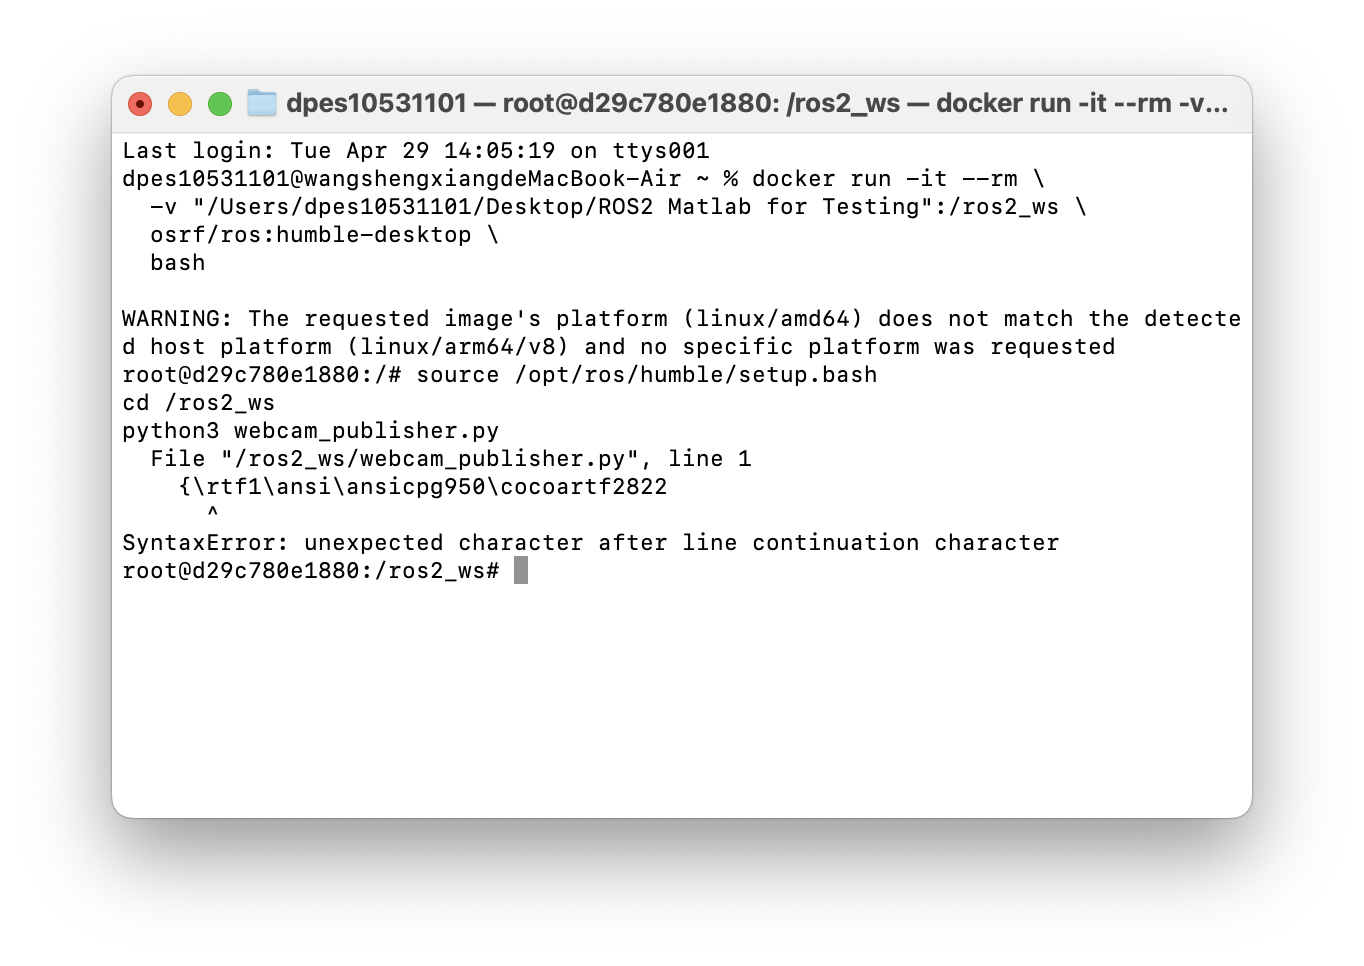 dpes10531101 — root@d29c780e1880: /ros2_ws — docker run -it --rm -v...
Last login: Tue Apr 29 14:05:19 on ttys001
dpes10531101@wangshengxiangdeMacBook-Air ~ % docker run -it --rm \
  -v "/Users/dpes10531101/Desktop/ROS2 Matlab for Testing":/ros2_ws \
  osrf/ros:humble-desktop \
  bash
WARNING: The requested image's platform (linux/amd64) does not match the detecte
d host platform (linux/arm64/v8) and no specific platform was requested
root@d29c780e1880:/# source /opt/ros/humble/setup.bash
cd /ros2_ws
python3 webcam_publisher.py
  File "/ros2_ws/webcam_publisher.py", line 1
    {\rtf1\ansi\ansicpg950\cocoartf2822
      ^
SyntaxError: unexpected character after line continuation character
root@d29c780e1880:/ros2_ws#